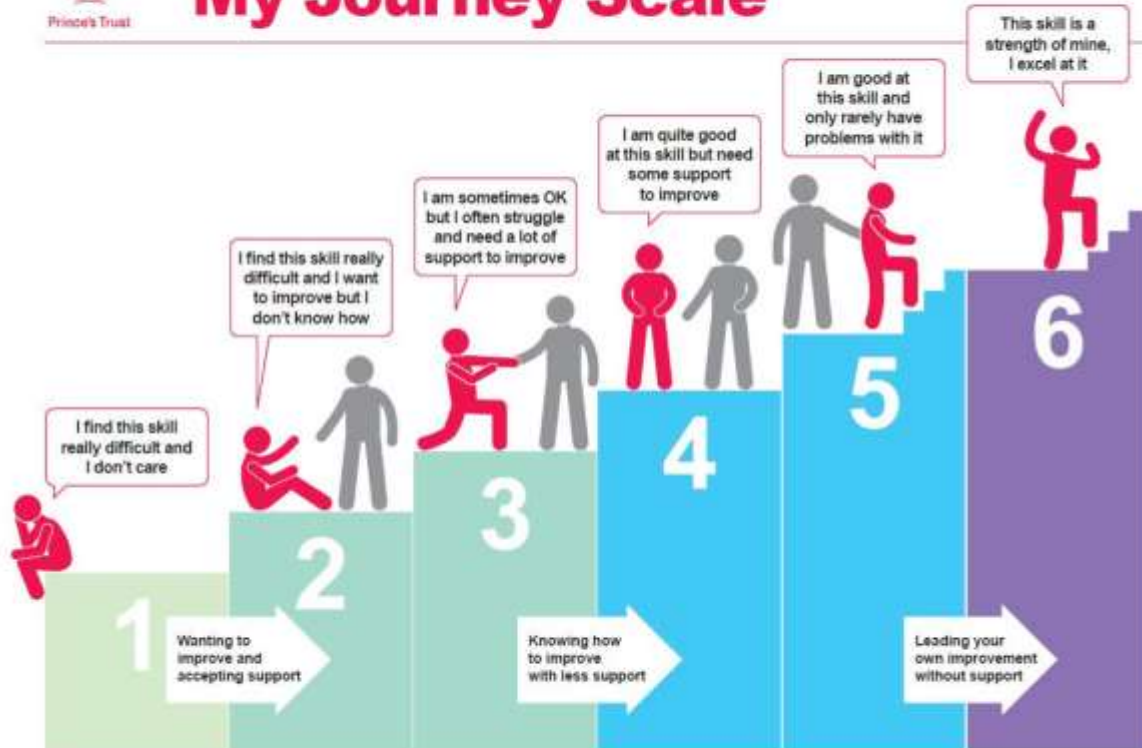 My Journey Scale
Prince's Trust
This skill is a
strength of mine,
I excel at it
I am good at
this skill and
only rarely have
problems with it
I am quite good
at this skill but need
some support
to improve
I am sometimes OK
but I often struggle
and need a lot of
support to improve
I find this skill really
difficult and I want
to improve but I
don't know how
I find this skill
really difficult and
I don't care
1
2
3
4
5
6
Wanting to
improve and
accepting support
Knowing how
to improve
with less support
Leading your
own improvement
without support